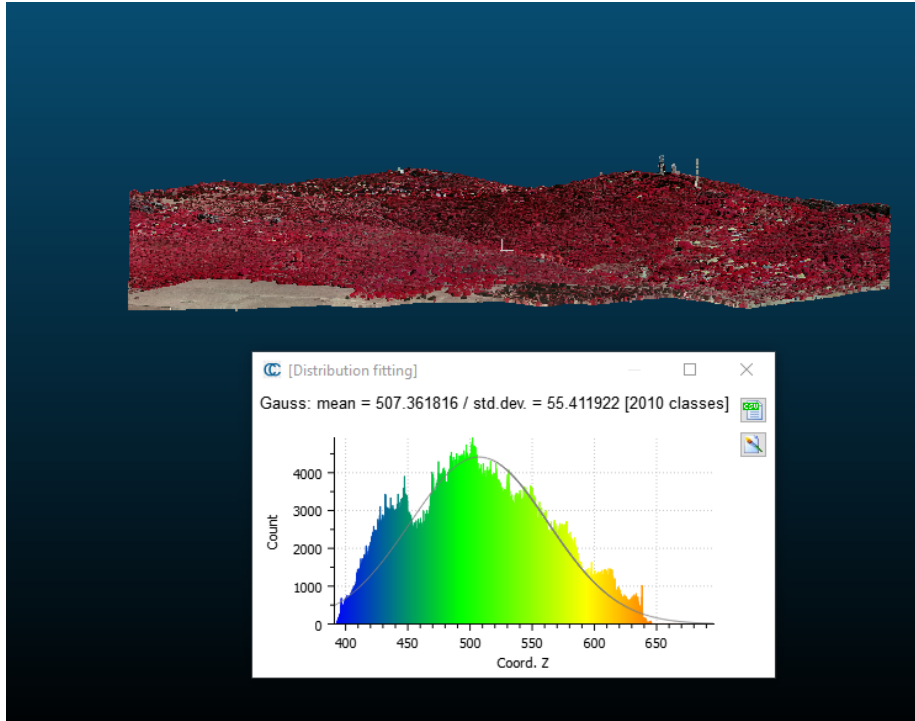 [Distribution fitting]
Gauss: mean = 507.361816 / std.dev. = 55.411922 [2010 classes]
CSV
4000
3000
2000
1000
0
Count
400 450 500 550 600 650
Coord. Z